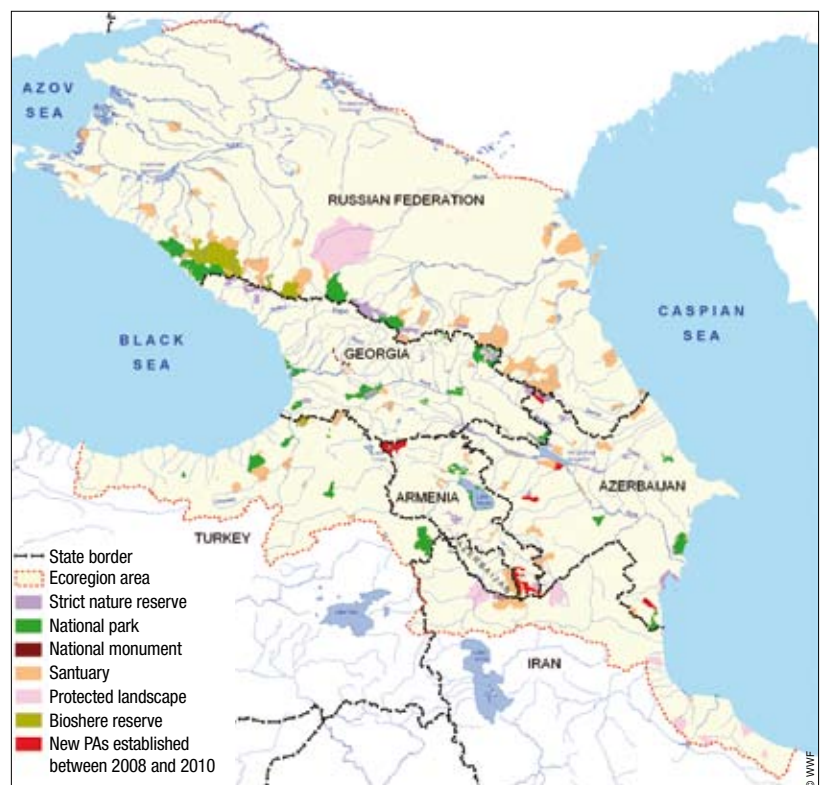 AZOV
SEA
RUSSIAN FEDERATION
CASPIAN
SEA
BLACK
SEA
GEORGIA
ARMENIA
AZERBAIJAN
TURKEY
IRAN
State border
Ecoregion area
Strict nature reserve
National park
National monument
Santuary
Protected landscape
Bioshere reserve
New PAs established
between 2008 and 2010
© WWF